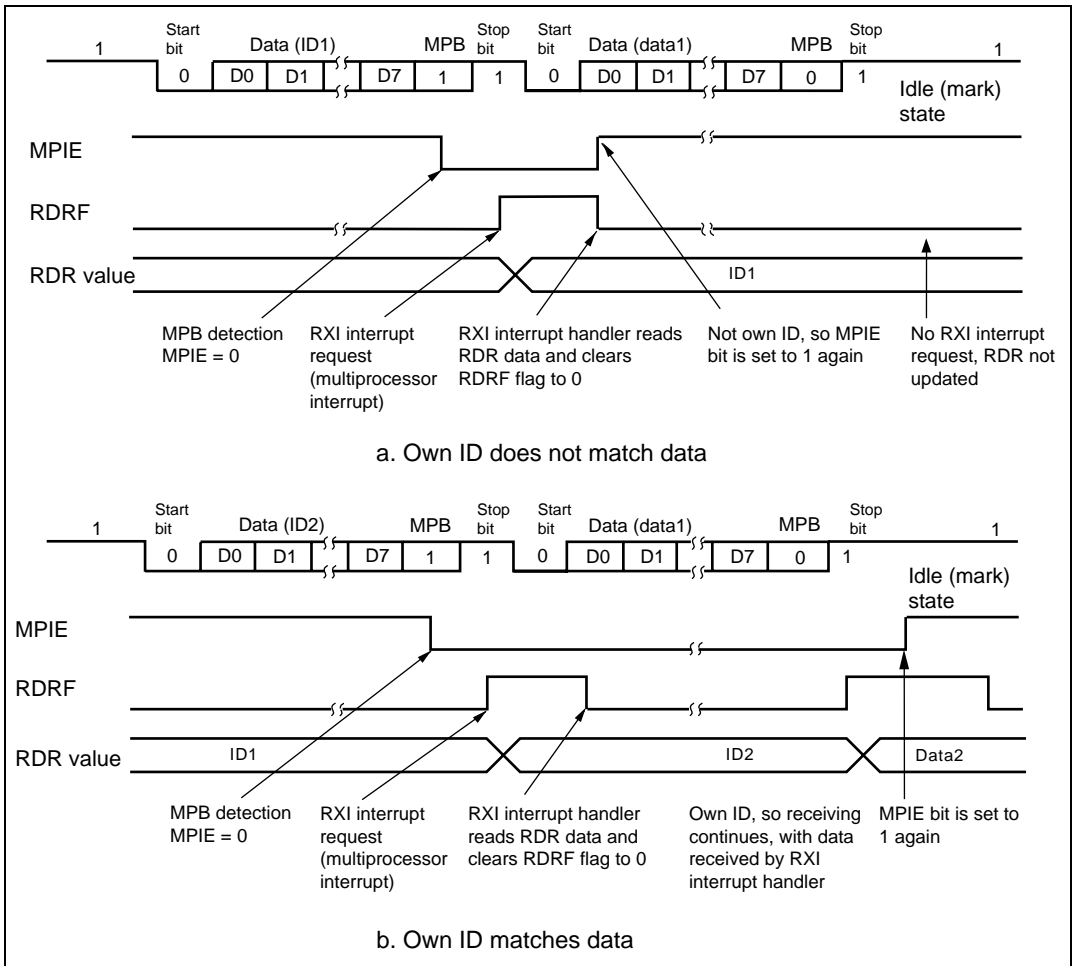 Start bit Data (ID1) MPB Stop bit Start bit Data (data1) MPB Stop bit
1 1
0 D0 D1 D7 1 1 0 D0 D1 D7 0 1
Idle (mark) state
MPIE
RDRF
RDR value
ID1
MPB detection
MPIE = 0
RXI interrupt
request
(multiprocessor
interrupt)
RXI interrupt handler reads
RDR data and clears
RDRF flag to 0
Not own ID, so MPIE
bit is set to 1 again
No RXI interrupt
request, RDR not
updated
a. Own ID does not match data
Start bit Data (ID2) MPB Stop bit Start bit Data (data1) MPB Stop bit
1 1
0 D0 D1 D7 1 1 0 D0 D1 D7 0 1
Idle (mark) state
MPIE
RDRF
RDR value
ID1 ID2 Data2
MPB detection
MPIE = 0
RXI interrupt
request
(multiprocessor
interrupt)
RXI interrupt handler
reads RDR data and
clears RDRF flag to 0
Own ID, so receiving
continues, with data
received by RXI
interrupt handler
MPIE bit is set to
1 again
b. Own ID matches data